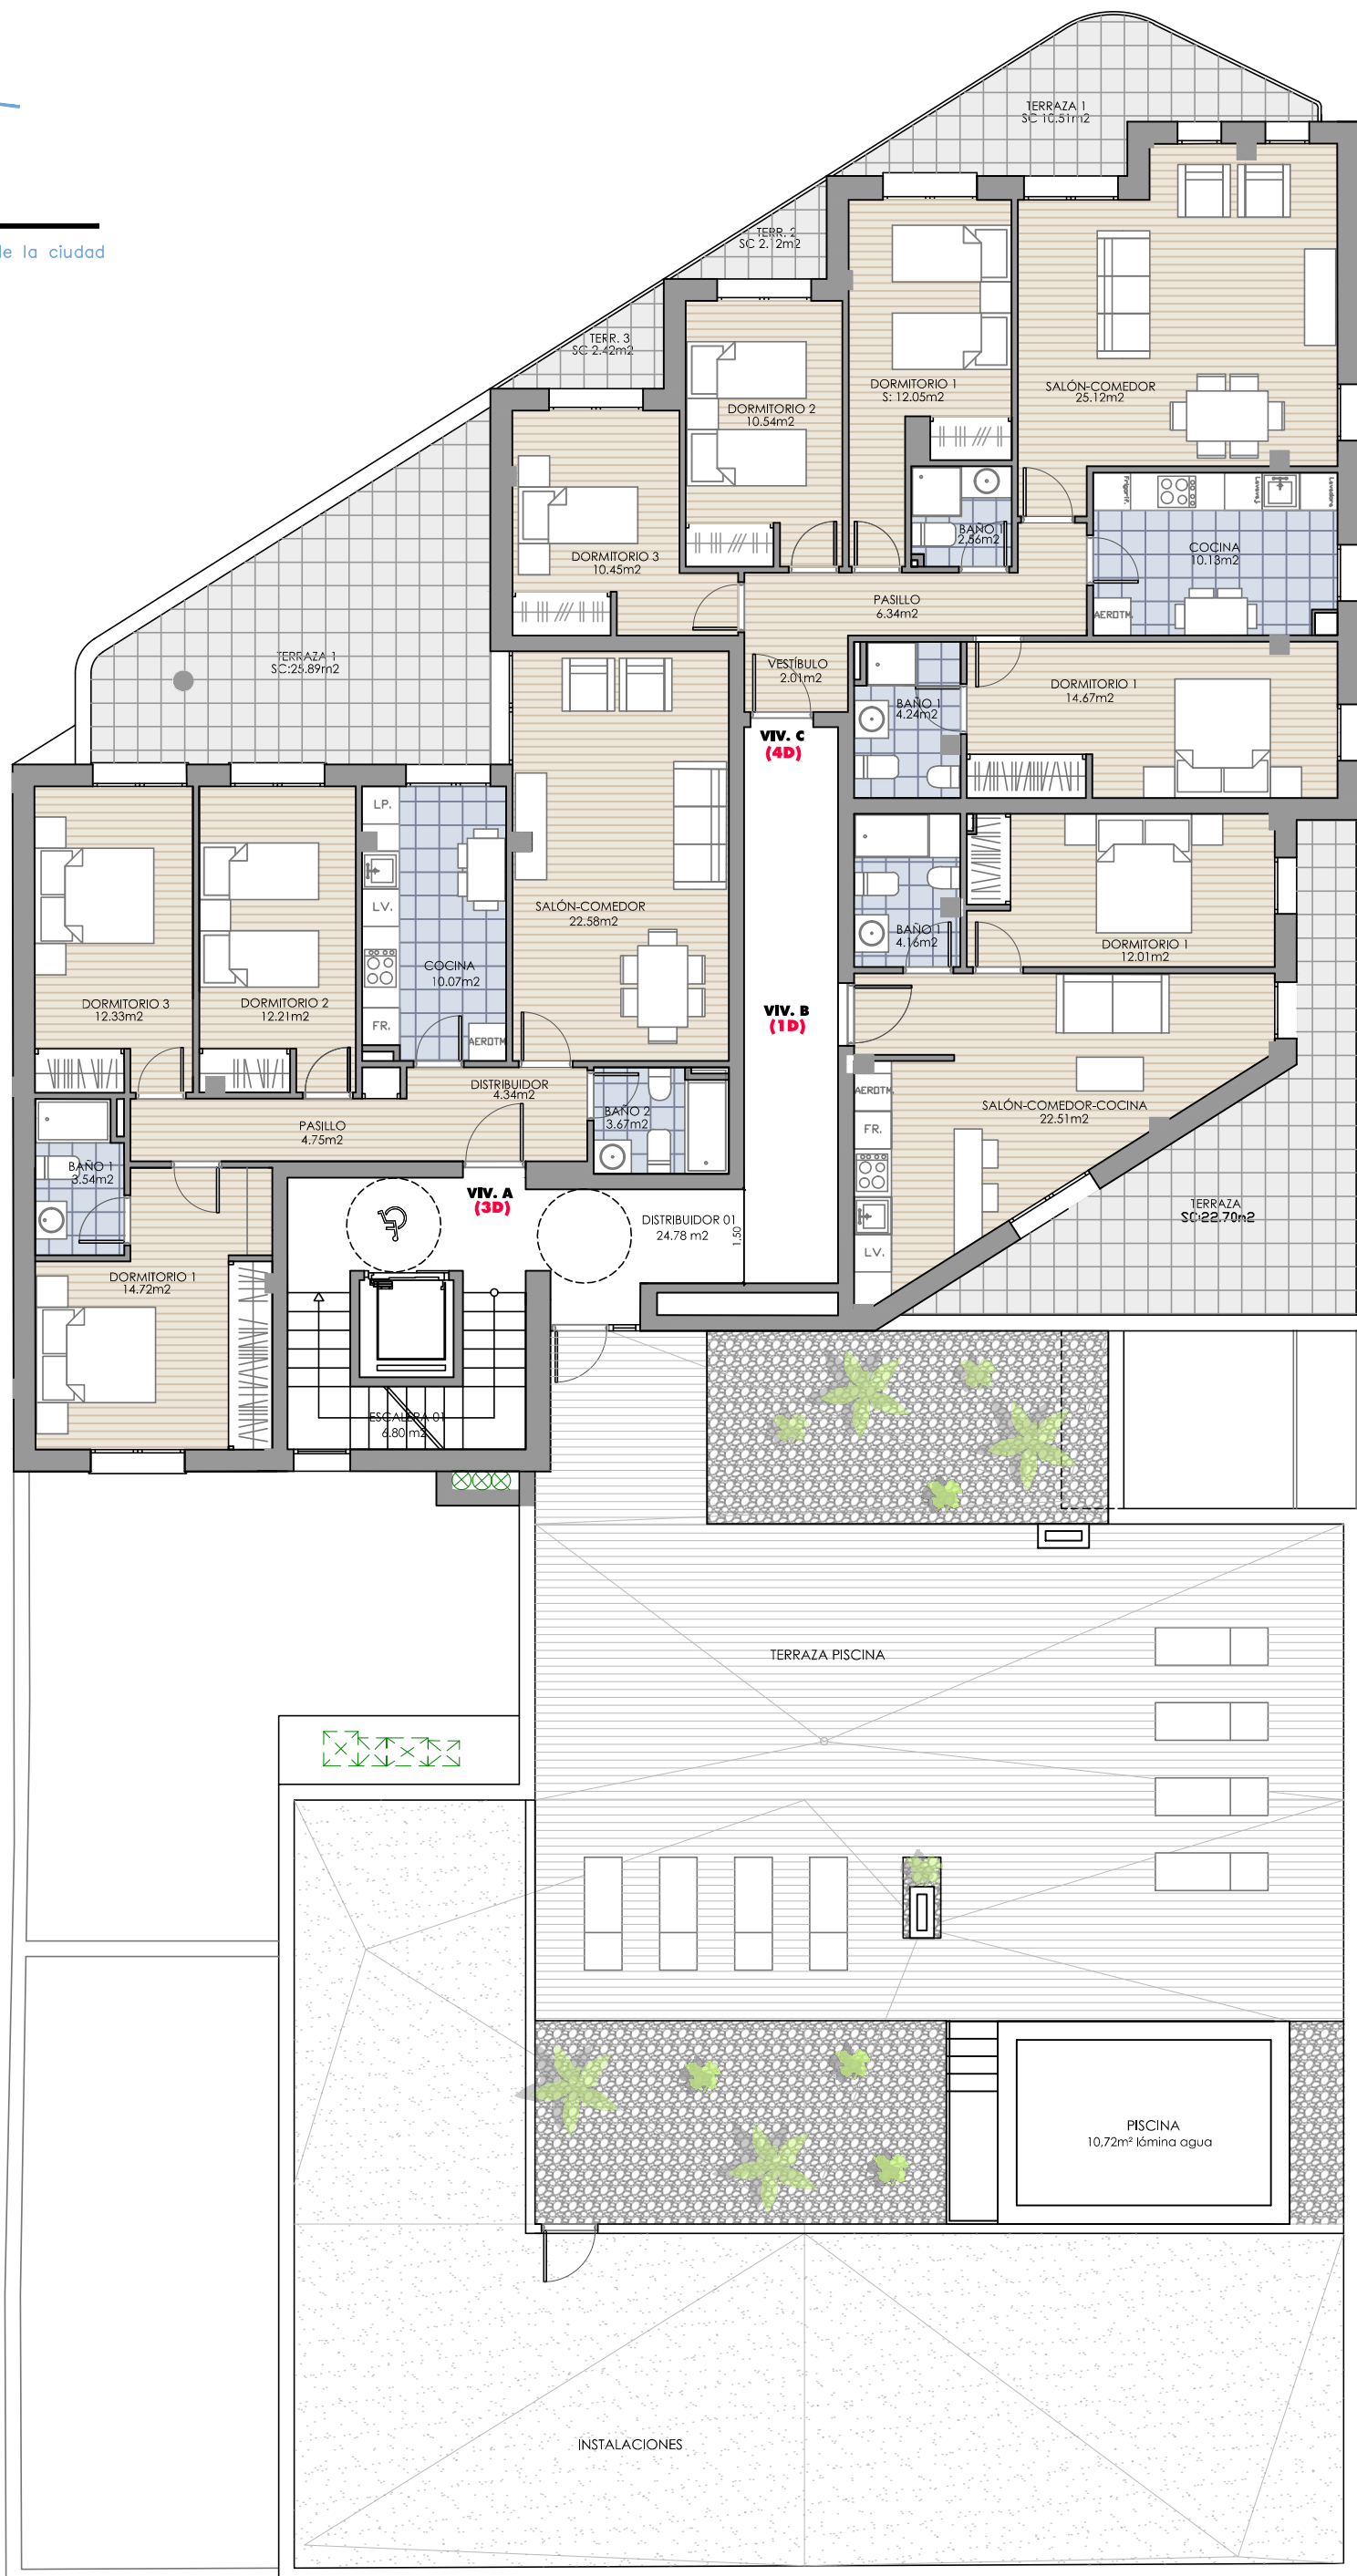 de la ciudad
TERRAZA 1
SC 10.51m2
TERR. 2
SC 2.12m2
TERR. 3
SC 2.42m2
DORMITORIO 1
S: 12.05m2
SALÓN-COMEDOR
25.12m2
DORMITORIO 2
10.54m2
Frigorif.
Lavavaj.
Lavadora
BAÑO 1
2.56m2
COCINA
10.13m2
DORMITORIO 3
10.45m2
AEROTM.
PASILLO
6.34m2
TERRAZA 1
SC:25.89m2
VESTÍBULO
2.01m2
DORMITORIO 1
14.67m2
BAÑO 1
4.24m2
VIV. C
(4D)
LP.
LV.
SALÓN-COMEDOR
22.58m2
BAÑO 1
4.16m2
DORMITORIO 1
12.01m2
COCINA
10.07m2
DORMITORIO 3
12.33m2
DORMITORIO 2
12.21m2
FR.
AEROTM.
VIV. B
(1D)
DISTRIBUIDOR
4.34m2
AEROTM.
SALÓN-COMEDOR-COCINA
22.51m2
BAÑO 2
3.67m2
PASILLO
4.75m2
FR.
BAÑO 1
3.54m2
VIV. A
(3D)
TERRAZA
SC:22.70m2
DISTRIBUIDOR 01
24.78 m2
1.50
LV.
DORMITORIO 1
14.72m2
ESCALERA 01
6.80 m2
TERRAZA PISCINA
PISCINA
10,72m² lámina agua
INSTALACIONES